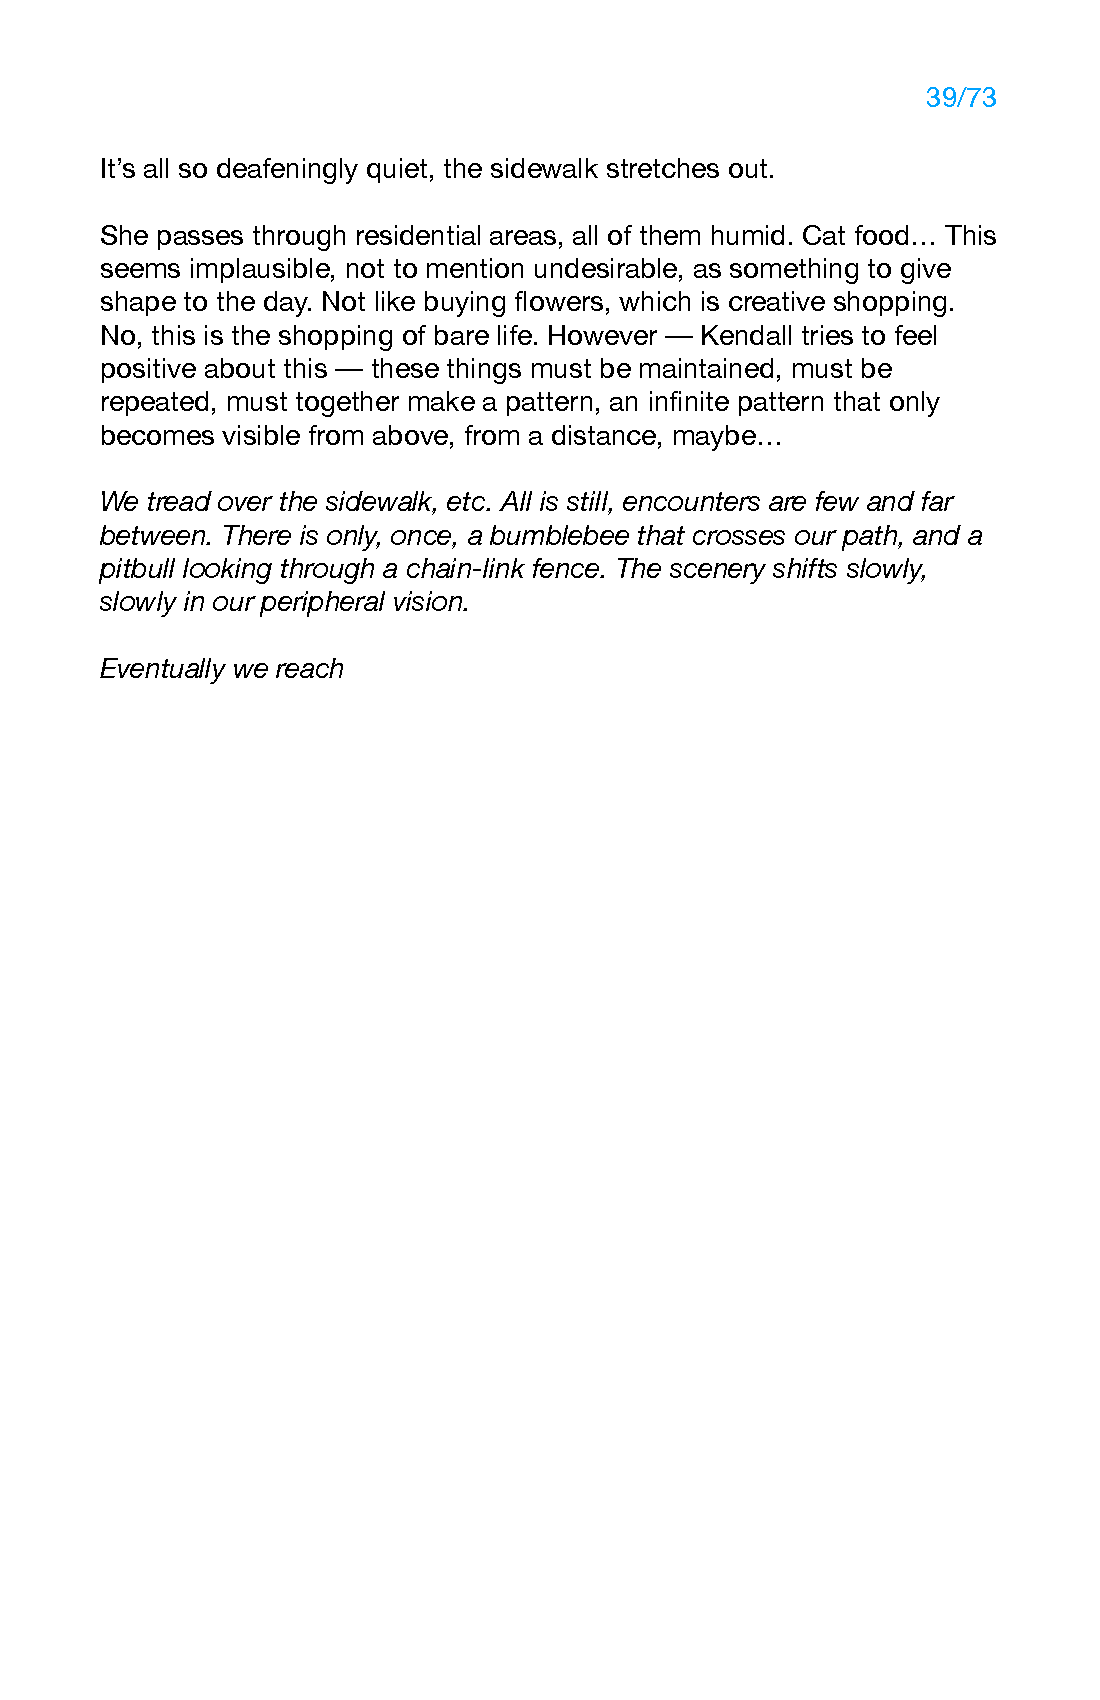 39/73
It’s all so deafeningly quiet, the sidewalk stretches out.
She passes through residential areas, all of them humid. Cat food… This
seems implausible, not to mention undesirable, as something to give
shape to the day. Not like buying flowers, which is creative shopping.
No, this is the shopping of bare life. However — Kendall tries to feel
positive about this — these things must be maintained, must be
repeated, must together make a pattern, an infinite pattern that only
becomes visible from above, from a distance, maybe…
We tread over the sidewalk, etc. All is still, encounters are few and far
between. There is only, once, a bumblebee that crosses our path, and a
pitbull looking through a chain-link fence. The scenery shifts slowly,
slowly in our peripheral vision.
Eventually we reach